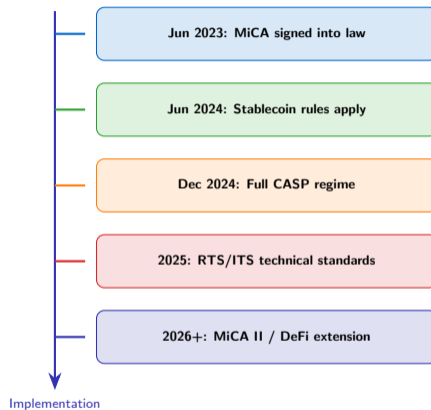 Jun 2023: MiCA signed into law
Jun 2024: Stablecoin rules apply
Dec 2024: Full CASP regime
2025: RTS/ITS technical standards
2026+: MiCA II / DeFi extension
Implementation